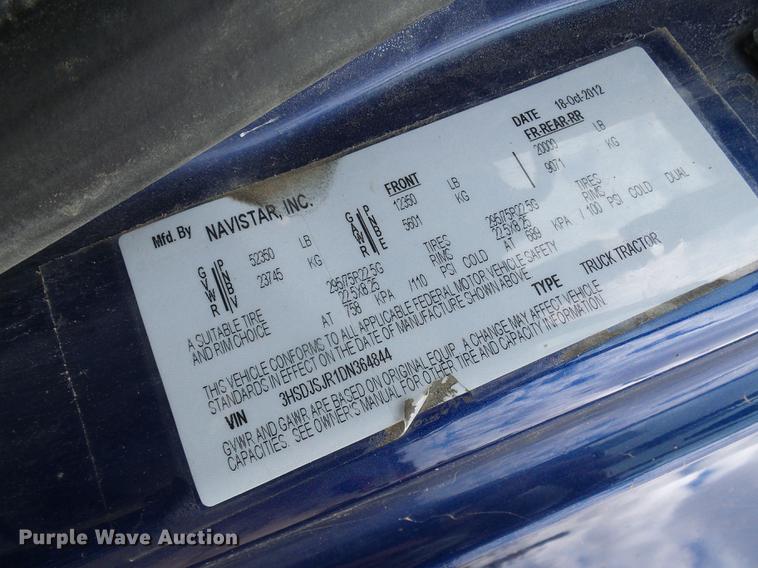 Mfd. By NAVISTAR, INC. DATE 18-Oct-2012
GVWR PNBV 52350 LB 23745 KG
GAWR PNBE FRONT 12350 LB 5601 KG
FR-REAR-RR 20000 LB 9071 KG
A SUITABLE TIRE AND RIM CHOICE
295/75R22.5G TIRES
22.5X8.25 RIMS
AT 758 KPA /110 PSI COLD
295/75R22.5G TIRES
22.5X8.25 RIMS
AT 689 KPA / 100 PSI COLD DUAL
THIS VEHICLE CONFORMS TO ALL APPLICABLE FEDERAL MOTOR VEHICLE SAFETY
STANDARDS IN EFFECT ON THE DATE OF MANUFACTURE SHOWN ABOVE.
VIN 3HSDJSJR1DN364844 TYPE TRUCK TRACTOR
GVWR AND GAWR ARE BASED ON ORIGINAL EQUIP. A CHANGE MAY AFFECT VEHICLE
CAPACITIES. SEE OWNER'S MANUAL FOR OTHER TIRE AND CAPACITY INFORMATION.
Purple Wave Auction